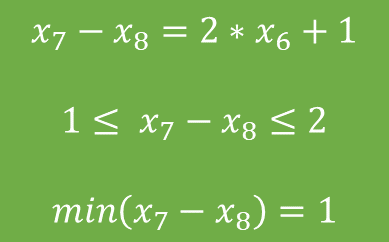 x₇ − x₈ = 2 * x₆ + 1
1 ≤ x₇ − x₈ ≤ 2
min(x₇ − x₈) = 1